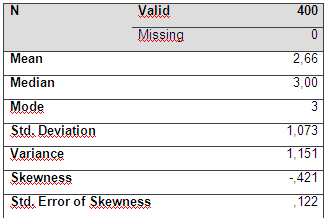 N Valid 400
Missing 0
Mean 2,66
Median 3,00
Mode 3
Std. Deviation 1,073
Variance 1,151
Skewness -,421
Std. Error of Skewness ,122